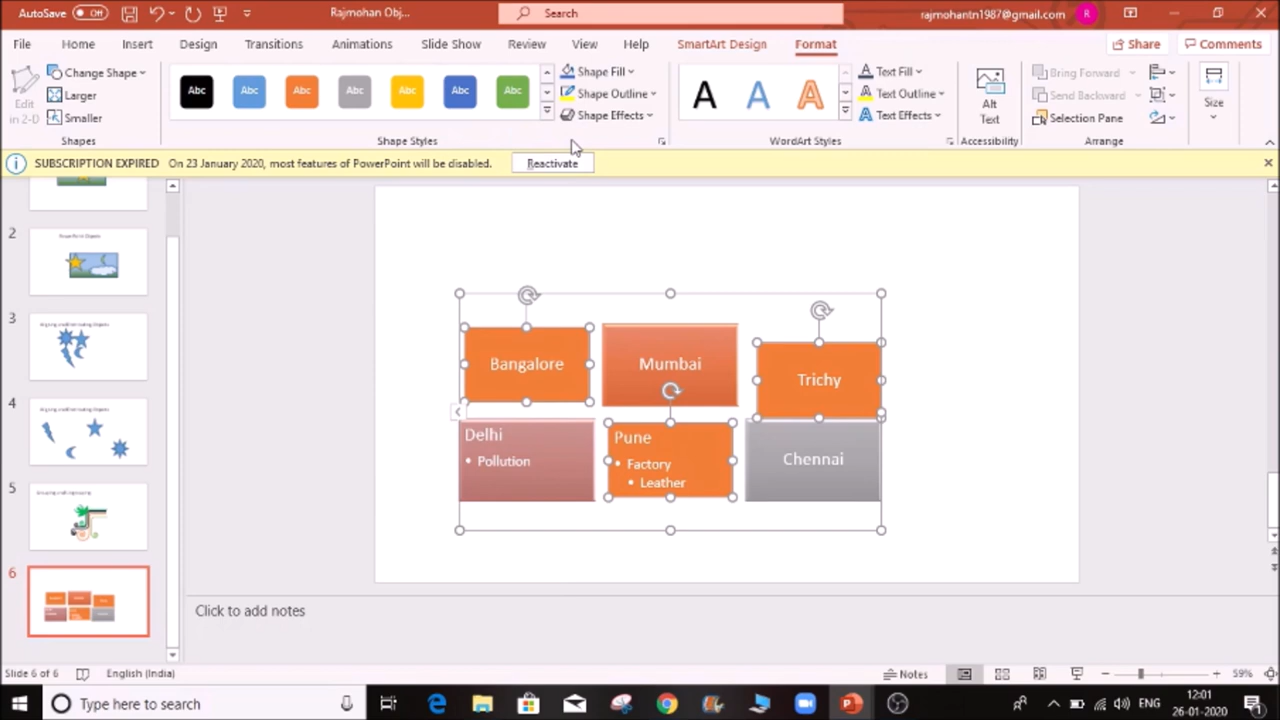 AutoSave Off Rajmohan Obj... Search rajmohantn1987@gmail.com R
File Home Insert Design Transitions Animations Slide Show Review View Help SmartArt Design Format Share Comments
Edit in 2-D
Change Shape
Larger
Smaller
Shapes
Abc Abc Abc Abc Abc Abc Abc
Shape Styles
Shape Fill
Shape Outline
Shape Effects
A A A
WordArt Styles
Text Fill
Text Outline
Text Effects
Alt Text
Accessibility
Bring Forward
Send Backward
Selection Pane
Arrange
Size
SUBSCRIPTION EXPIRED On 23 January 2020, most features of PowerPoint will be disabled. Reactivate
2
PowerPoint Objects
3
4
5
6
Bangalore
Mumbai
Trichy
Delhi
• Pollution
Pune
• Factory
• Leather
Chennai
Click to add notes
Slide 6 of 6 English (India) Notes 59%
Type here to search
ENG
12:01
26-01-2020
1